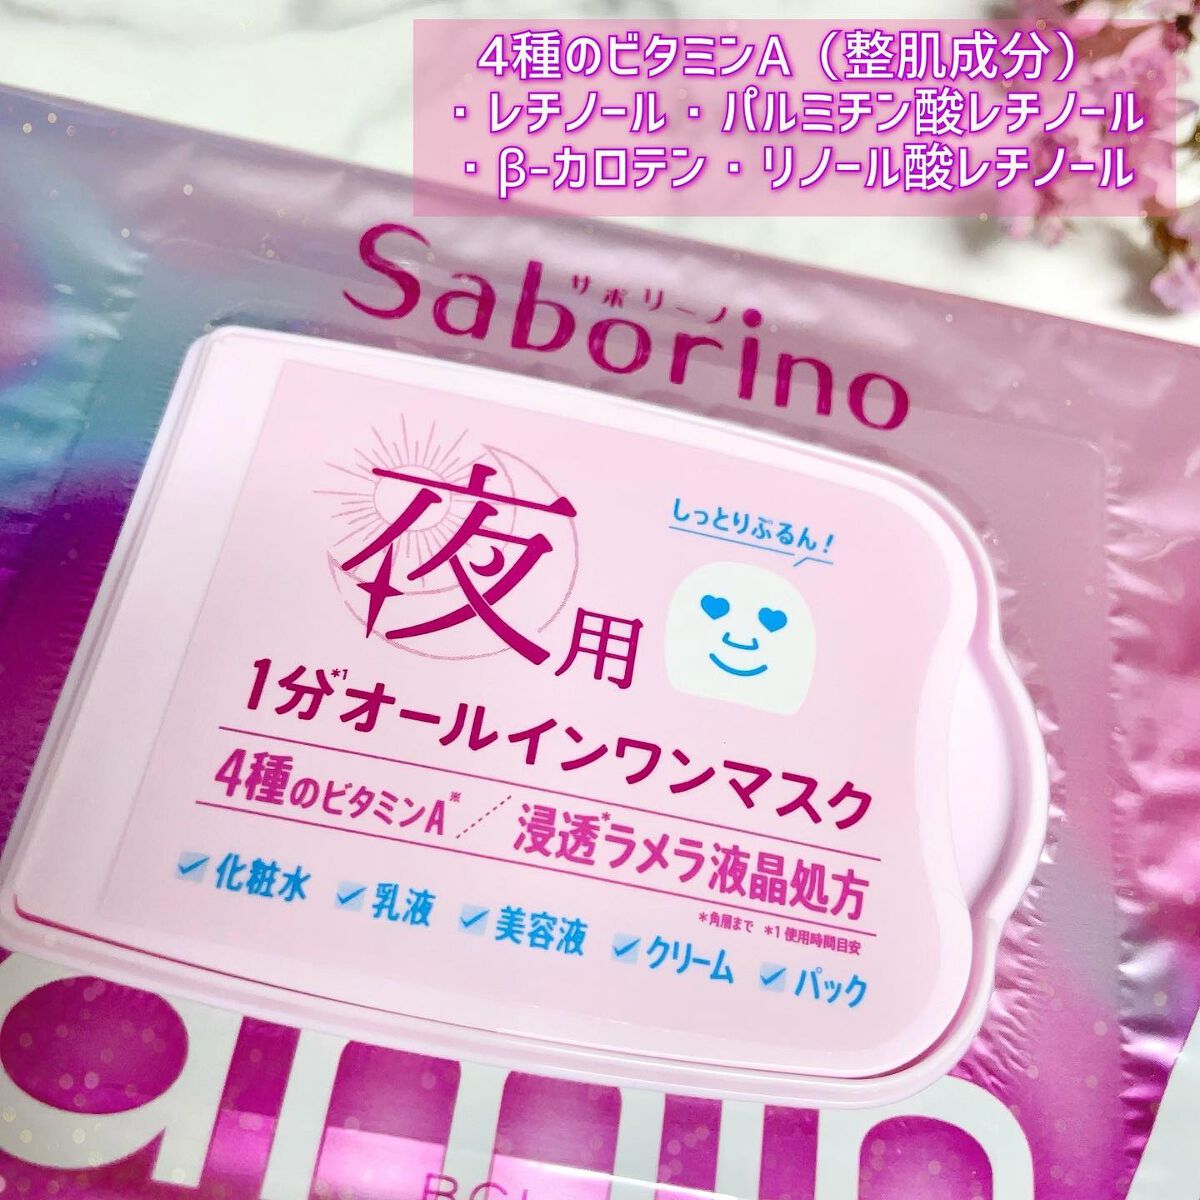 4種のビタミンA（整肌成分）
・レチノール・パルミチン酸レチノール
・β-カロテン・リノール酸レチノール
サボリーノ
Saborino
しっとりぷるん！
夜用
1分*1オールインワンマスク
4種のビタミンA※／浸透*ラメラ液晶処方
*角層まで *1 使用時間目安
化粧水 乳液 美容液 クリーム パック